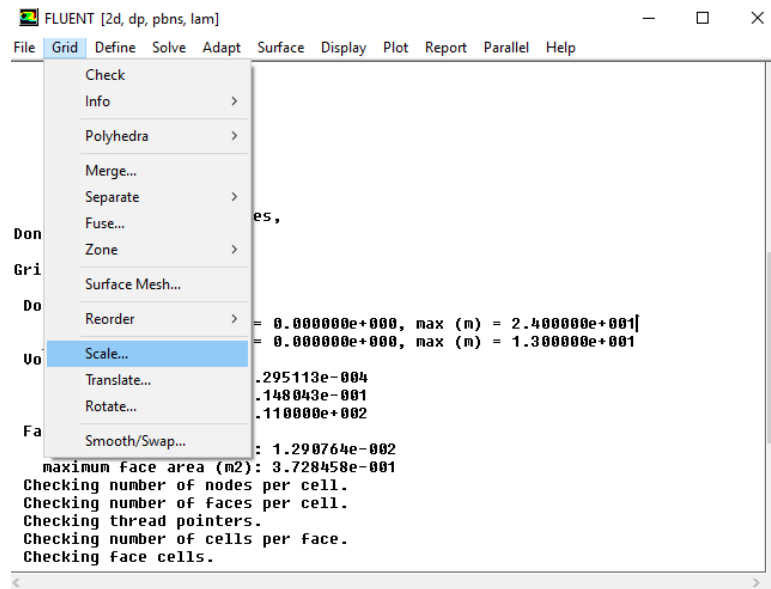 FLUENT [2d, dp, pbns, lam]
File Grid Define Solve Adapt Surface Display Plot Report Parallel Help
Check
Info
Polyhedra
Merge...
Separate
es,
Fuse...
Don
Zone
Gri
Surface Mesh...
Do
Reorder
= 0.000000e+000, max (m) = 2.400000e+001
= 0.000000e+000, max (m) = 1.300000e+001
Scale...
Vo
Translate...
.295113e-004
.148043e-001
Rotate...
.110000e+002
Fa
Smooth/Swap...
: 1.290764e-002
maximum face area (m2): 3.728458e-001
Checking number of nodes per cell.
Checking number of faces per cell.
Checking thread pointers.
Checking number of cells per face.
Checking face cells.